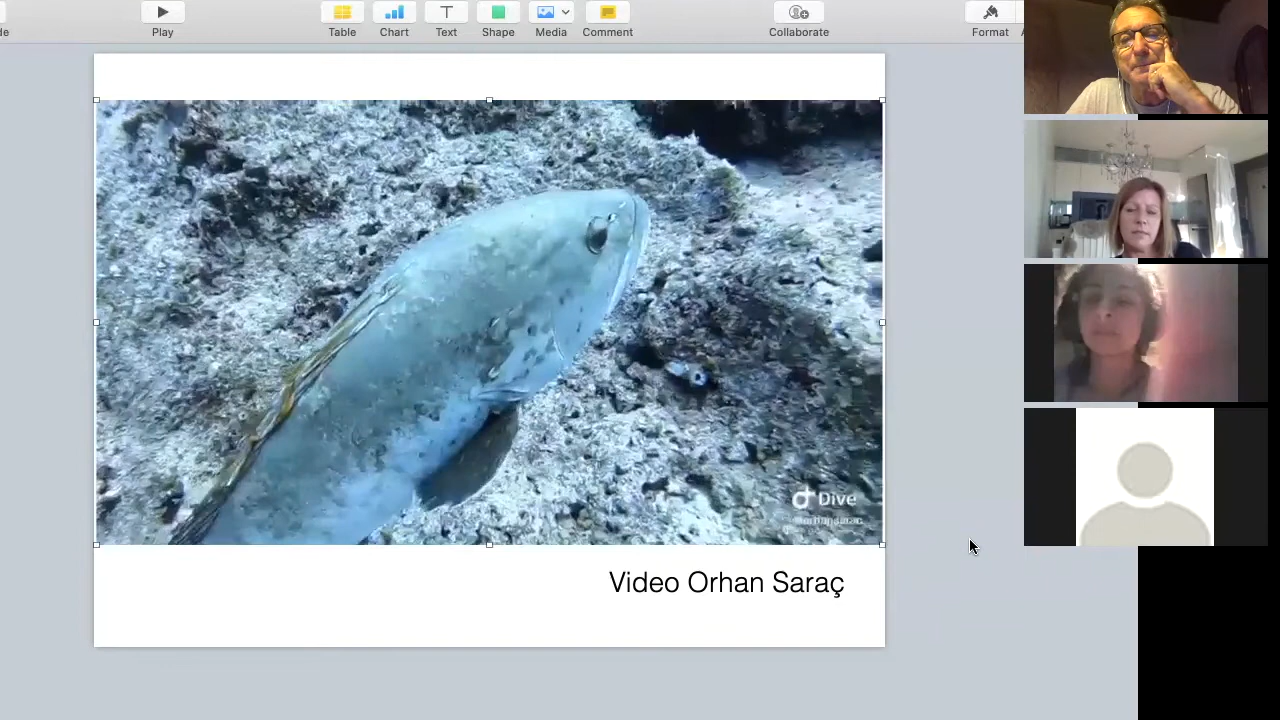 Play
Table
Chart
Text
Shape
Media
Comment
Collaborate
Format
Dive
Video Orhan Saraç